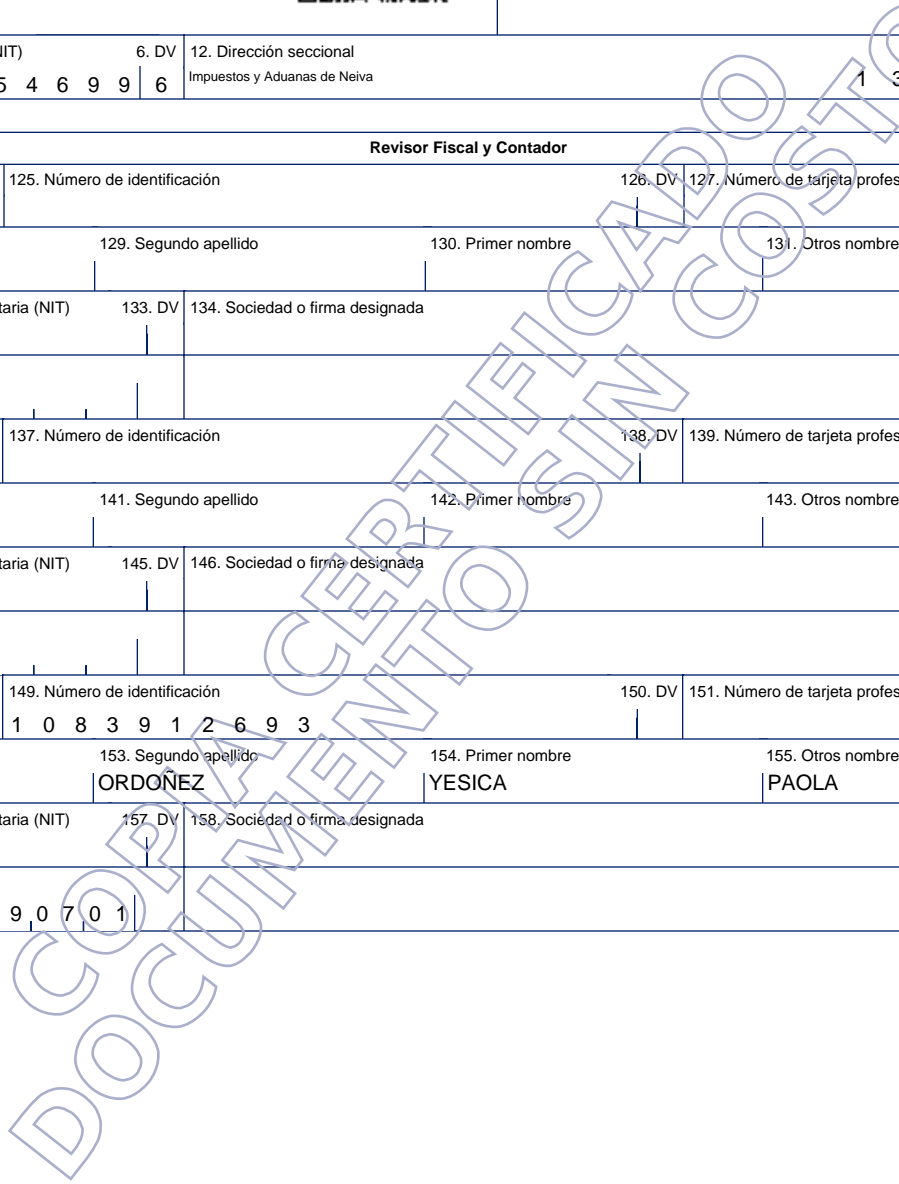 NIT) 6. DV 12. Dirección seccional
5 4 6 9 9 6 Impuestos y Aduanas de Neiva 1 3
Revisor Fiscal y Contador
125. Número de identificación 126. DV 127. Número de tarjeta profes
129. Segundo apellido 130. Primer nombre 131. Otros nombre
taria (NIT) 133. DV 134. Sociedad o firma designada
137. Número de identificación 138. DV 139. Número de tarjeta profes
141. Segundo apellido 142. Primer nombre 143. Otros nombre
taria (NIT) 145. DV 146. Sociedad o firma designada
149. Número de identificación 150. DV 151. Número de tarjeta profes
1 0 8 3 9 1 2 6 9 3
153. Segundo apellido 154. Primer nombre 155. Otros nombre
ORDOÑEZ YESICA PAOLA
taria (NIT) 157. DV 158. Sociedad o firma designada
9 0 7 0 1
COPIA CERTIFICADO
DOCUMENTO SIN COSTO